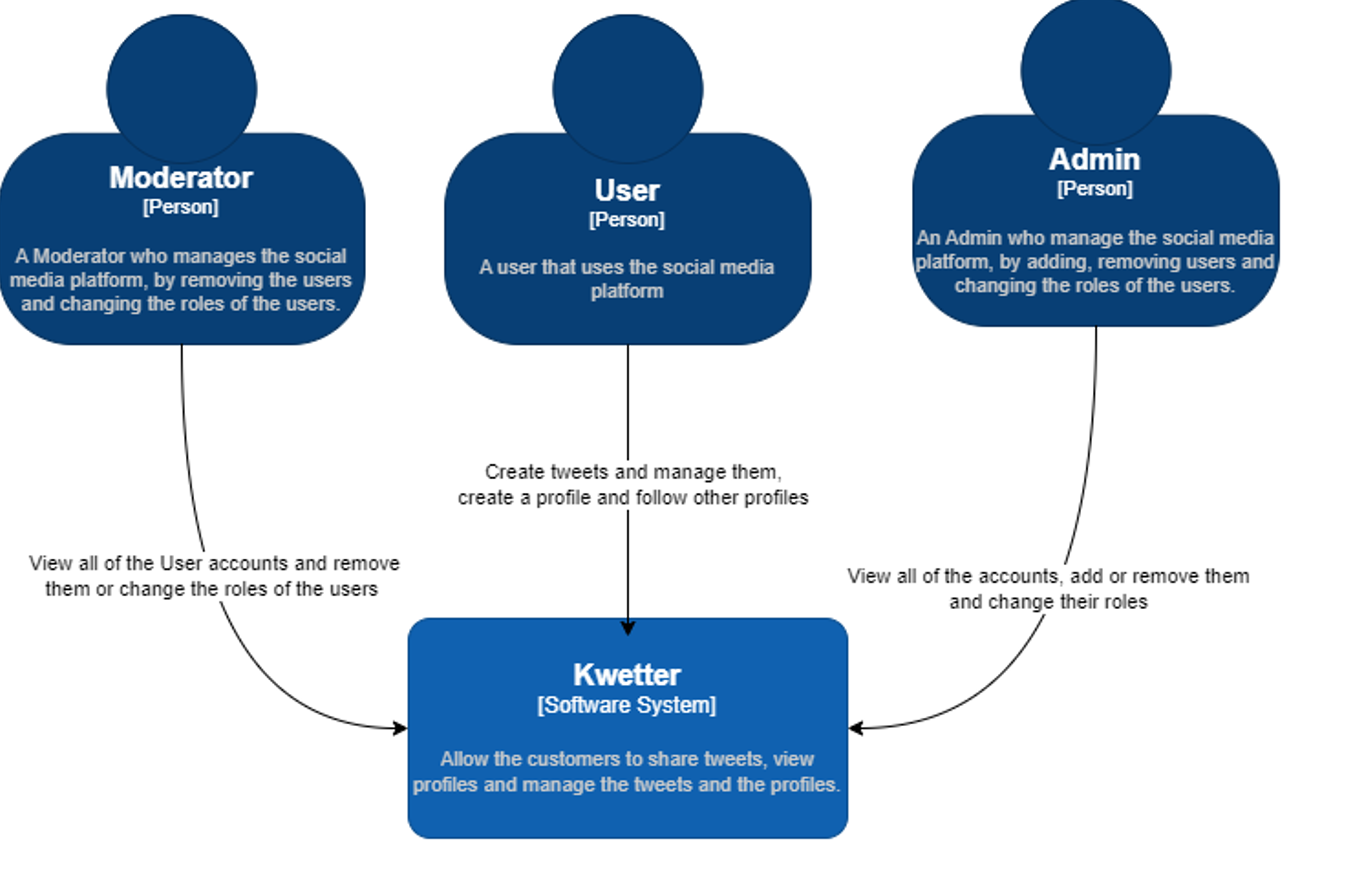 Moderator
[Person]
A Moderator who manages the social
media platform, by removing the users
and changing the roles of the users.
User
[Person]
A user that uses the social media
platform
Admin
[Person]
An Admin who manage the social media
platform, by adding, removing users and
changing the roles of the users.
Create tweets and manage them,
create a profile and follow other profiles
View all of the User accounts and remove
them or change the roles of the users
View all of the accounts, add or remove them
and change their roles
Kwetter
[Software System]
Allow the customers to share tweets, view
profiles and manage the tweets and the profiles.